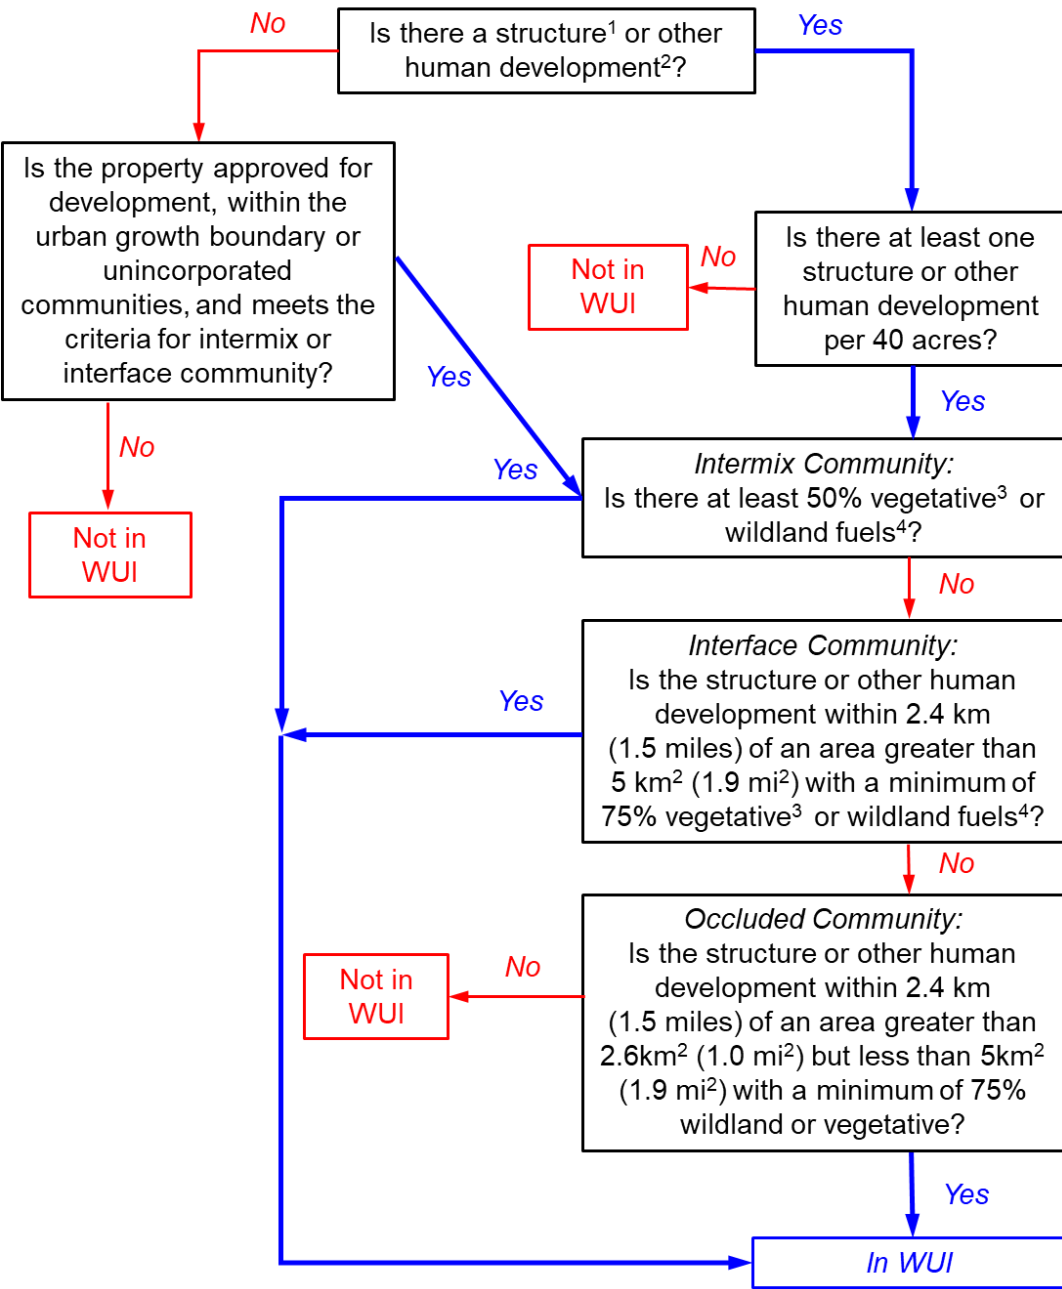 No
Is there a structure¹ or other
human development²?
Yes
Is the property approved for
development, within the
urban growth boundary or
unincorporated
communities, and meets the
criteria for intermix or
interface community?
Not in
WUI
No
Is there at least one
structure or other
human development
per 40 acres?
Yes
Yes
No
Yes
Intermix Community:
Is there at least 50% vegetative³ or
wildland fuels⁴?
Not in
WUI
No
Interface Community:
Is the structure or other human
development within 2.4 km
(1.5 miles) of an area greater than
5 km² (1.9 mi²) with a minimum of
75% vegetative³ or wildland fuels⁴?
Yes
No
Occluded Community:
Is the structure or other human
development within 2.4 km
(1.5 miles) of an area greater than
2.6km² (1.0 mi²) but less than 5km²
(1.9 mi²) with a minimum of 75%
wildland or vegetative?
No
Not in
WUI
Yes
In WUI